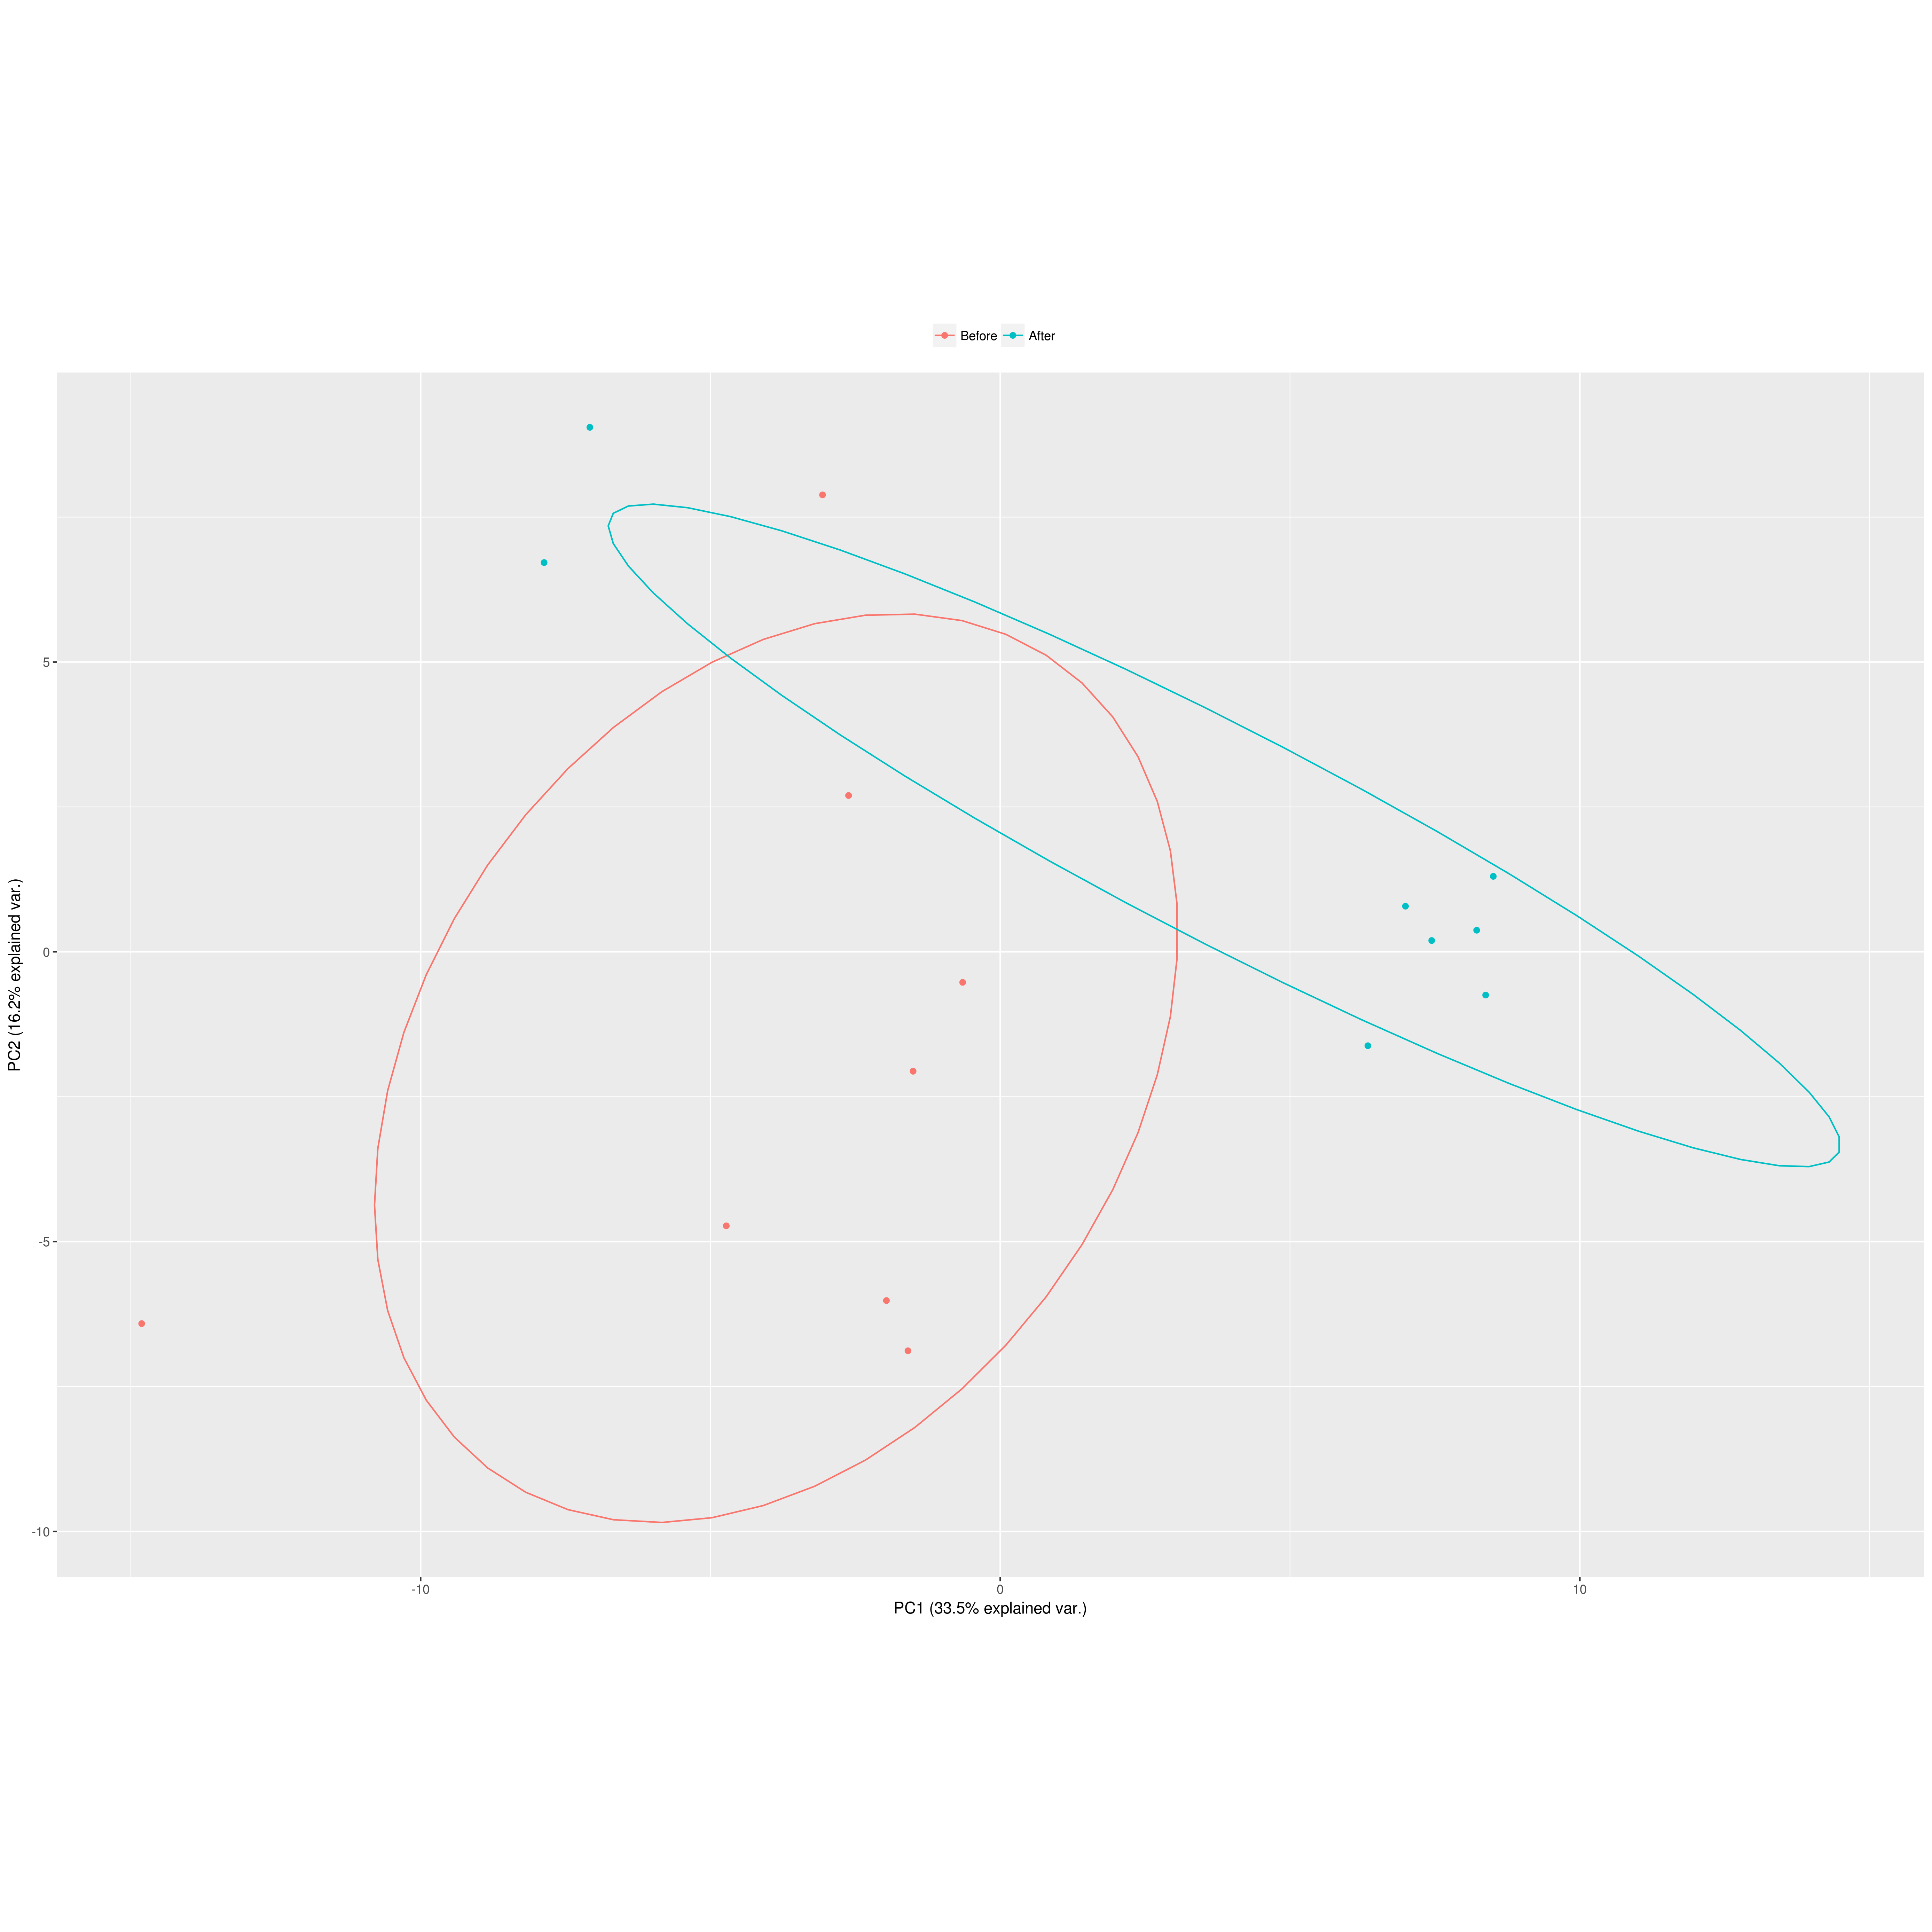 Before After
5
0
-5
-10
PC2 (16.2% explained var.)
-10 0 10
PC1 (33.5% explained var.)